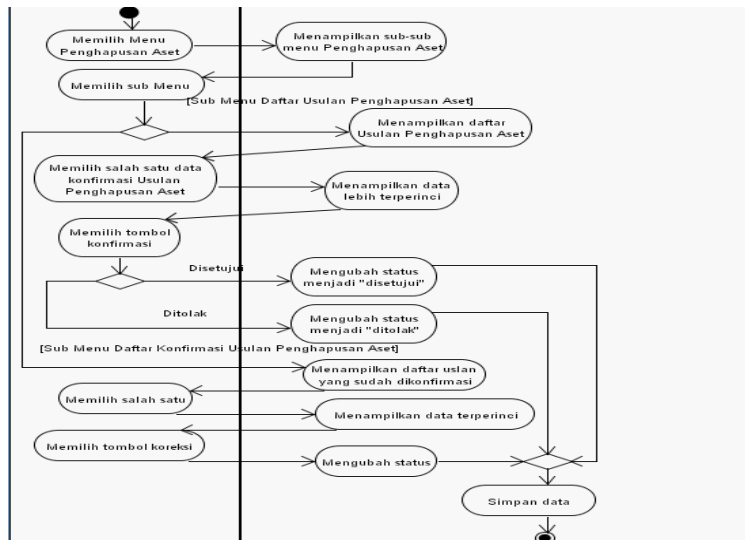 Memilih Menu
Penghapusan Aset
Menampilkan sub-sub
menu Penghapusan Aset
Memilih sub Menu
[Sub Menu Daftar Usulan Penghapusan Aset]
Menampilkan daftar
Usulan Penghapusan Aset
Memilih salah satu data
konfirmasi Usulan
Penghapusan Aset
Menampilkan data
lebih terperinci
Memilih tombol
konfirmasi
Disetujui
Mengubah status
menjadi "disetujui"
Ditolak
Mengubah status
menjadi "ditolak"
[Sub Menu Daftar Konfirmasi Usulan Penghapusan Aset]
Menampilkan daftar uslan
yang sudah dikonfirmasi
Memilih salah satu
Menampilkan data terperinci
Memilih tombol koreksi
Mengubah status
Simpan data